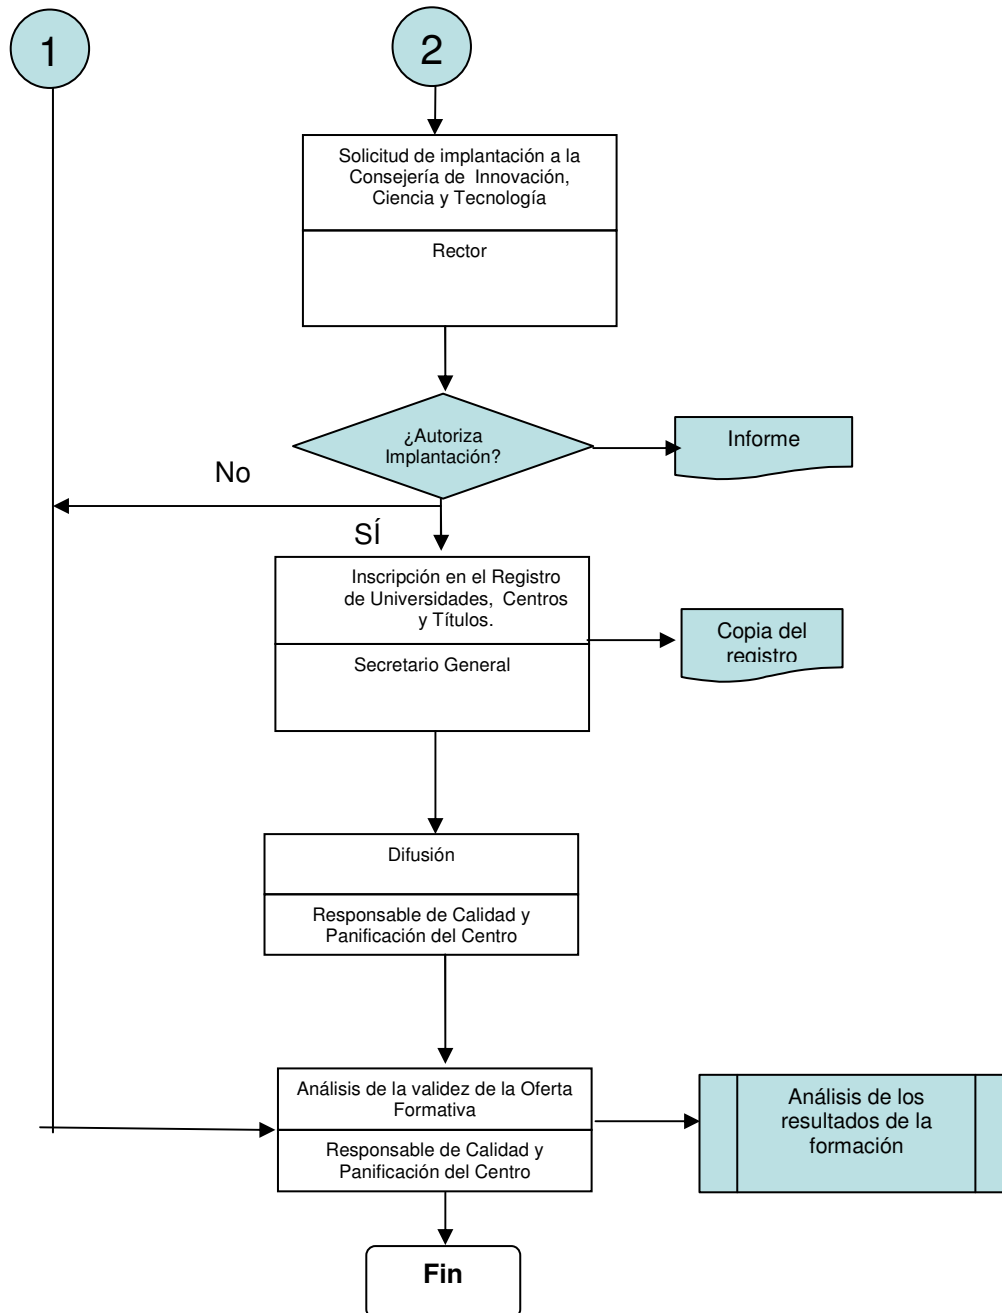 1
2
Solicitud de implantación a la
Consejería de Innovación,
Ciencia y Tecnología
Rector
¿Autoriza
Implantación?
Informe
No
SÍ
Inscripción en el Registro
de Universidades, Centros
y Títulos.
Secretario General
Copia del
registro
Difusión
Responsable de Calidad y
Panificación del Centro
Análisis de la validez de la Oferta
Formativa
Responsable de Calidad y
Panificación del Centro
Análisis de los
resultados de la
formación
Fin